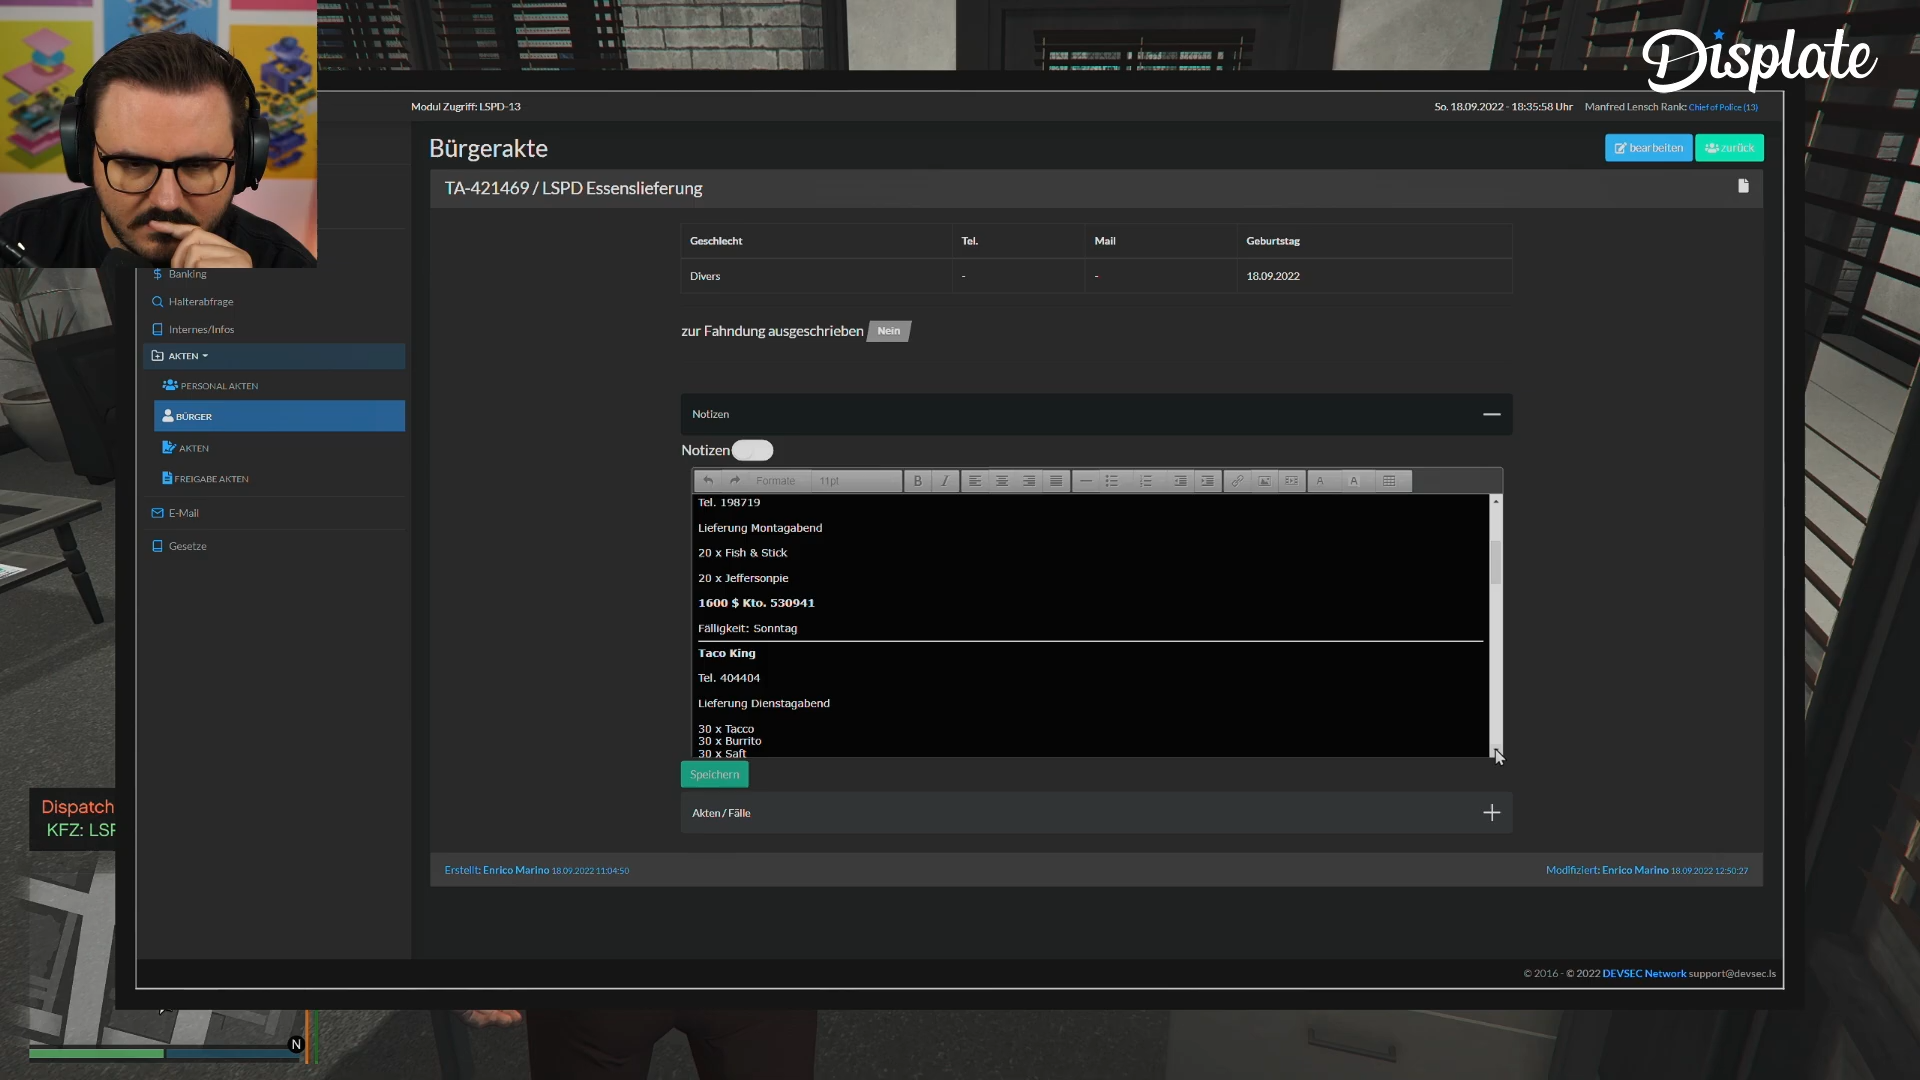 Displate
Modul Zugriff: LSPD-13
So. 18.09.2022 - 18:35:58 Uhr Manfred Lensch Rank: Chief of Police (13)
Bürgerakte
bearbeiten
zurück
TA-421469 / LSPD Essenslieferung
Geschlecht Tel. Mail Geburtstag
Divers - - 18.09.2022
zur Fahndung ausgeschrieben Nein
Banking
Halterabfrage
Internes/Infos
AKTEN
PERSONAL AKTEN
BÜRGER
AKTEN
FREIGABE AKTEN
E-Mail
Gesetze
Notizen
Notizen
Formate 11pt B I A A
Tel. 198719
Lieferung Montagabend
20 x Fish & Stick
20 x Jeffersonpie
1600 $ Kto. 530941
Fälligkeit: Sonntag
Taco King
Tel. 404404
Lieferung Dienstagabend
30 x Tacco
30 x Burrito
30 x Saft
Speichern
Akten / Fälle
Erstellt: Enrico Marino 18.09.2022 11:04:50
Modifiziert: Enrico Marino 18.09.2022 12:50:27
© 2016 - © 2022 DEVSEC Network support@devsec.ls
Dispatch
KFZ: LSP
N